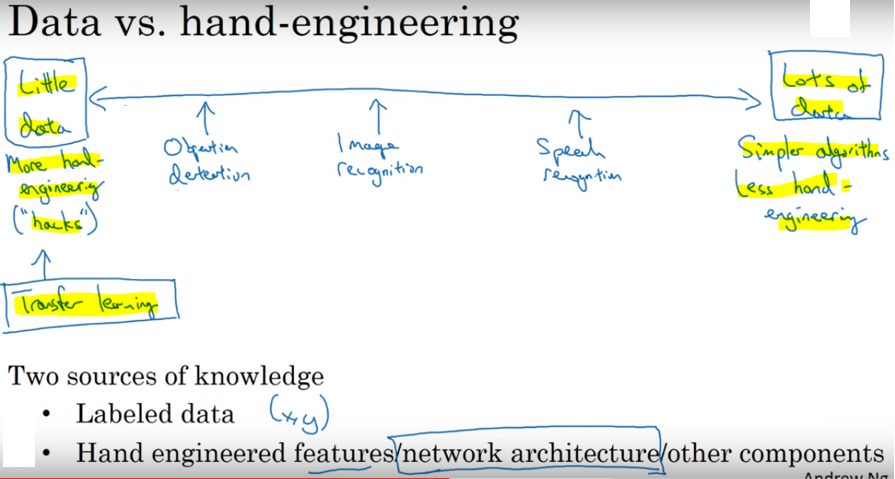 Data vs. hand-engineering
Little
data
Lots of
data
More hand-
engineering
("hacks")
Object
detection
Image
recognition
Speech
recognition
Simpler algorithms
Less hand-
engineering
Transfer learning
Two sources of knowledge
• Labeled data (x,y)
• Hand engineered features/network architecture/other components
Andrew Ng